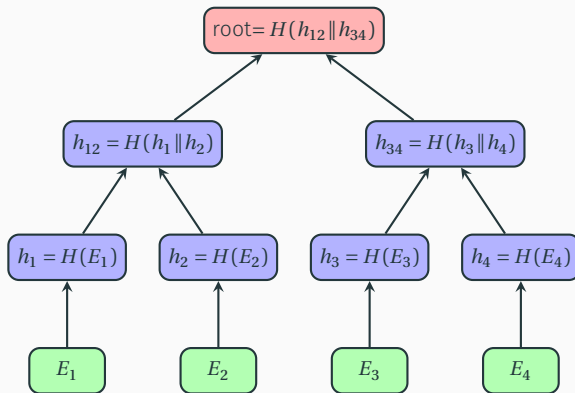 root= H(h₁₂∥h₃₄)
h₁₂ = H(h₁∥h₂) h₃₄ = H(h₃∥h₄)
h₁ = H(E₁) h₂ = H(E₂) h₃ = H(E₃) h₄ = H(E₄)
E₁ E₂ E₃ E₄